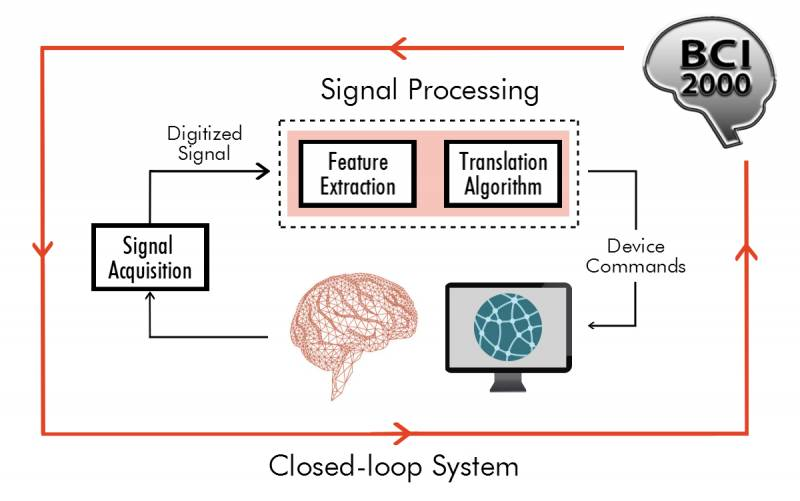 BCI
2000
Signal Processing
Digitized
Signal
Feature
Extraction
Translation
Algorithm
Signal
Acquisition
Device
Commands
Closed-loop System